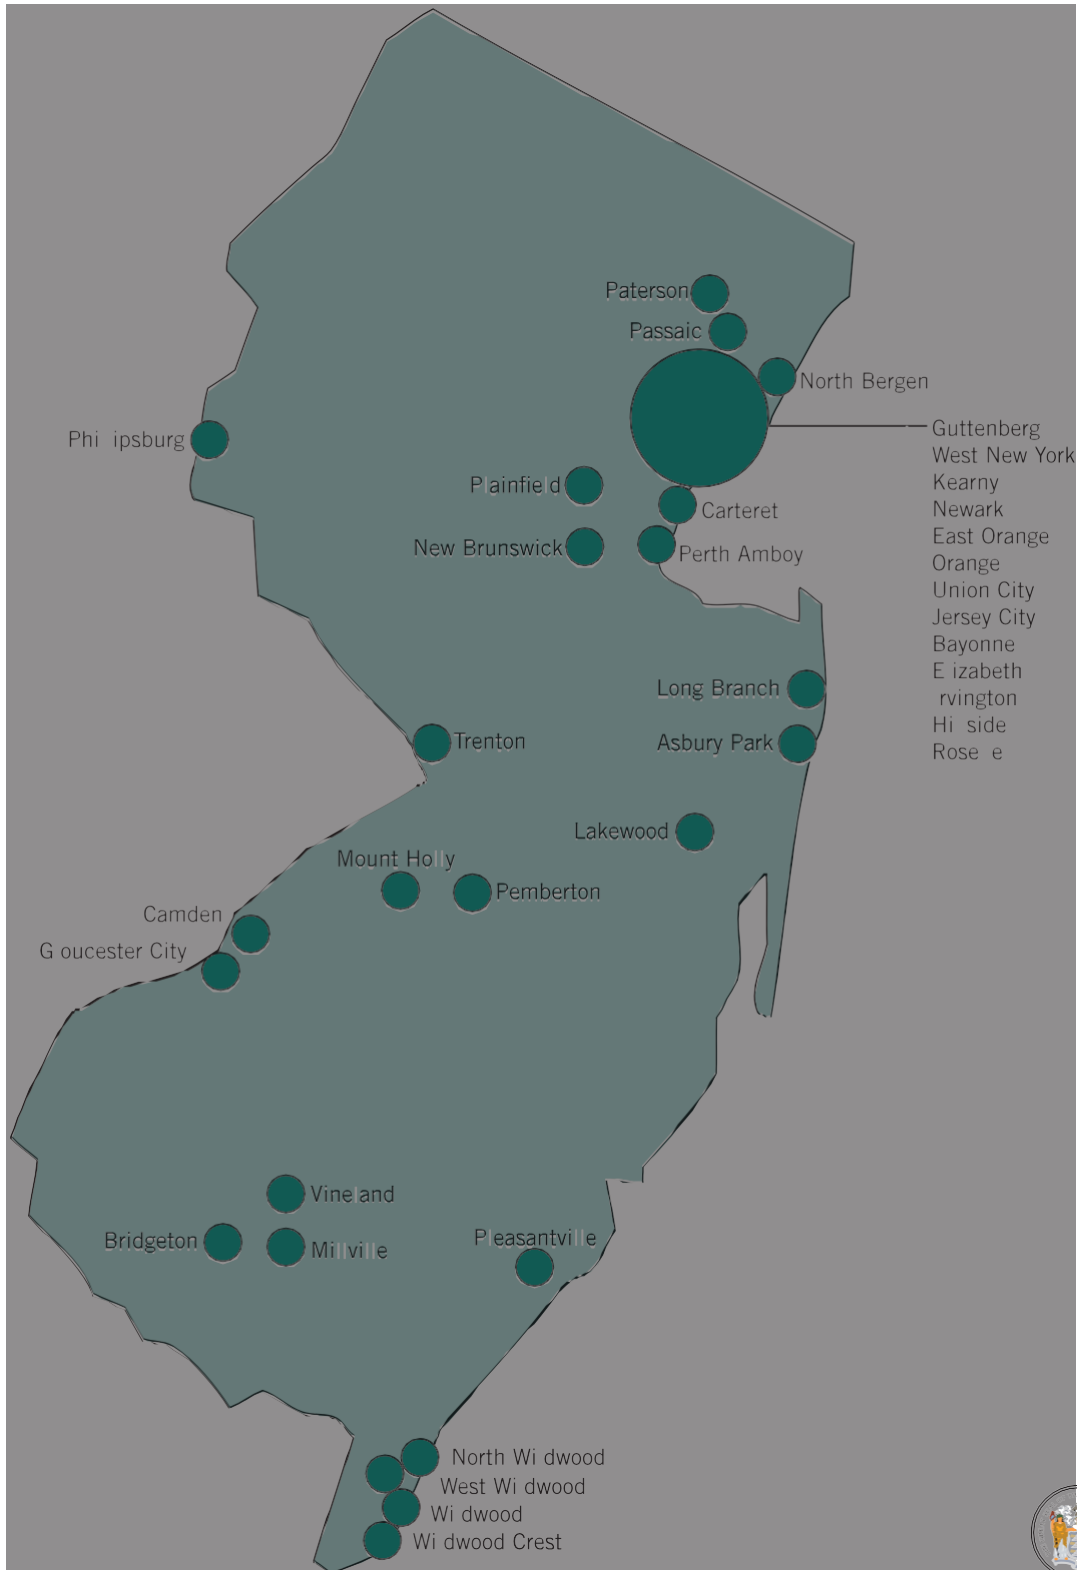 Paterson
Passaic
North Bergen
Guttenberg
West New York
Kearny
Newark
East Orange
Orange
Union City
Jersey City
Bayonne
E izabeth
rvington
Hi side
Rose e
Phi ipsburg
Plainfield
Carteret
New Brunswick
Perth Amboy
Long Branch
Trenton
Asbury Park
Lakewood
Mount Holly
Pemberton
Camden
G oucester City
Vineland
Bridgeton
Millville
Pleasantville
North Wi dwood
West Wi dwood
Wi dwood
Wi dwood Crest